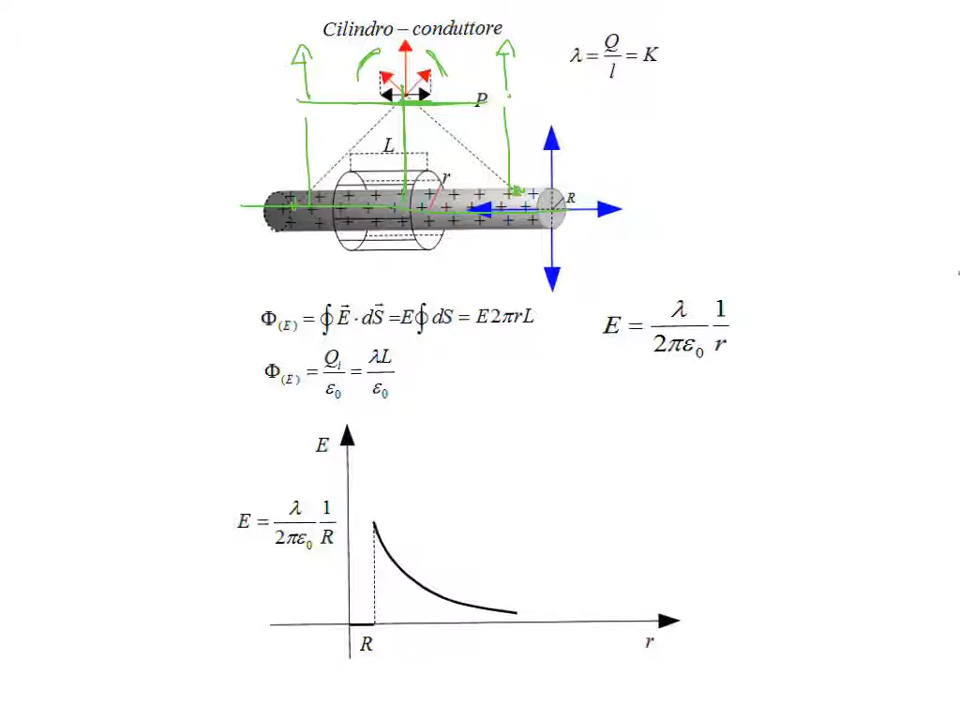 Cilindro – conduttore
λ = Q/l = K
P
L
r
R
Φ(E) = ∮ E⃗ · dS⃗ = E∮ dS = E2πrL
E = λ/2πε₀ 1/r
Φ(E) = Qi/ε₀ = λL/ε₀
E
E = λ/2πε₀ 1/R
R
r